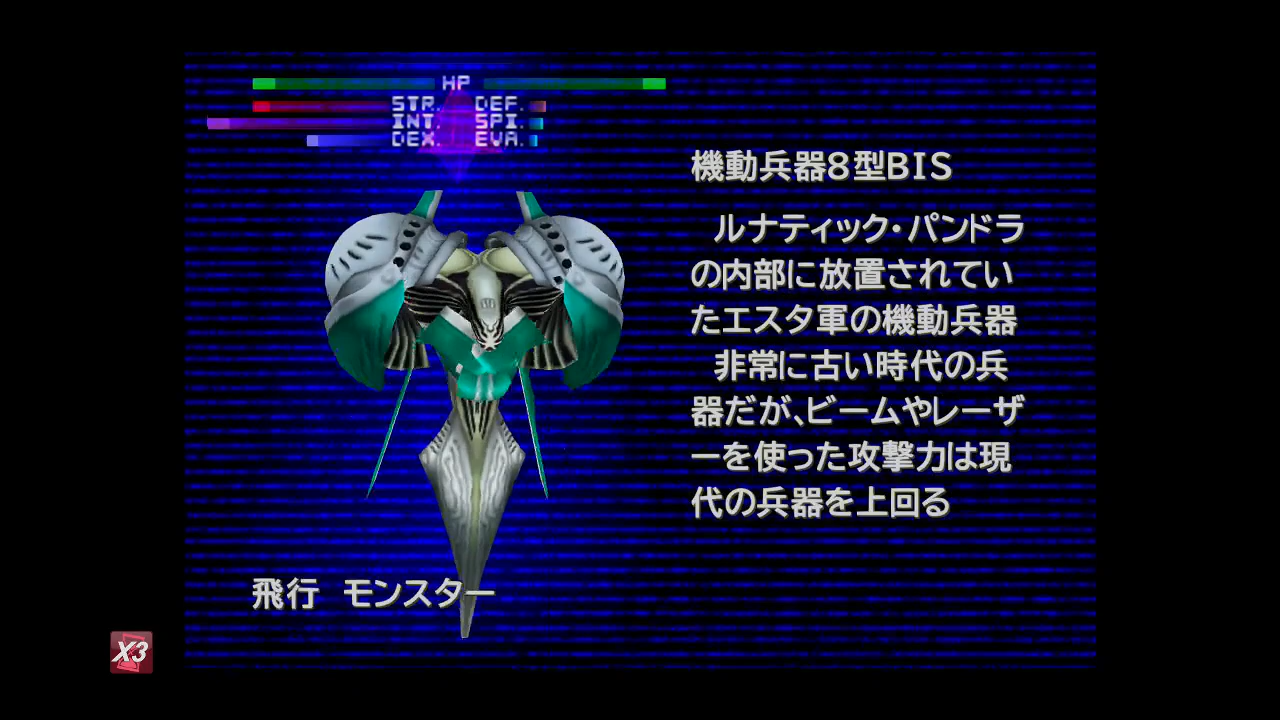 HP
STR. DEF.
INT. SPI.
DEX. EVA.
機動兵器8型BIS
ルナティック・パンドラ
の内部に放置されてい
たエスタ軍の機動兵器
非常に古い時代の兵
器だが、ビームやレーザ
ーを使った攻撃力は現
代の兵器を上回る
飛行　モンスター
X3